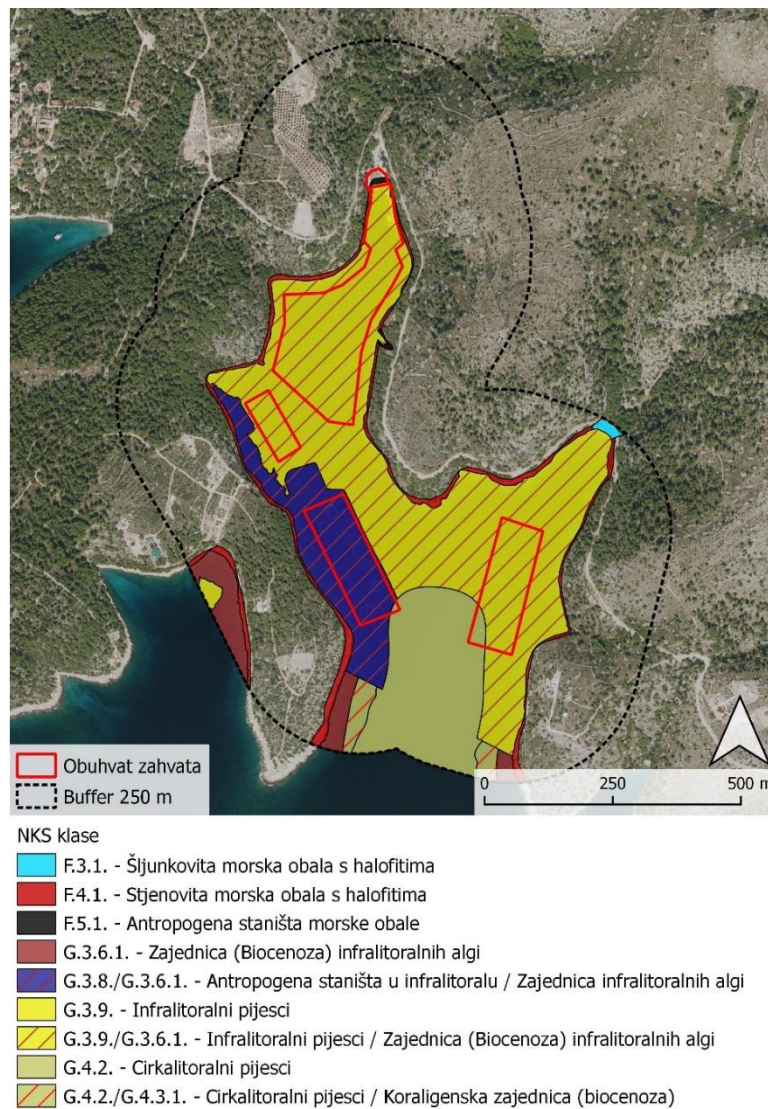 Obuhvat zahvata
Buffer 250 m
0 250 500 m
NKS klase
F.3.1. - Šljunkovita morska obala s halofitima
F.4.1. - Stjenovita morska obala s halofitima
F.5.1. - Antropogena staništa morske obale
G.3.6.1. - Zajednica (Biocenoza) infralitoralnih algi
G.3.8./G.3.6.1. - Antropogena staništa u infralitoralu / Zajednica infralitoralnih algi
G.3.9. - Infralitoralni pijesci
G.3.9./G.3.6.1. - Infralitoralni pijesci / Zajednica (Biocenoza) infralitoralnih algi
G.4.2. - Cirkalitoralni pijesci
G.4.2./G.4.3.1. - Cirkalitoralni pijesci / Koraligenska zajednica (biocenoza)